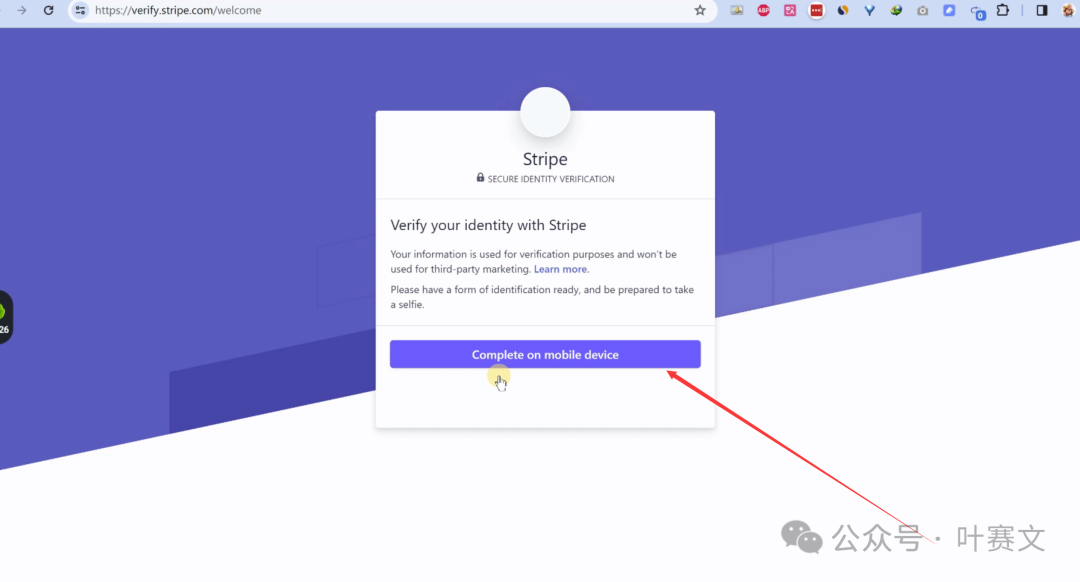 https://verify.stripe.com/welcome
ABP
0
Stripe
SECURE IDENTITY VERIFICATION
Verify your identity with Stripe
Your information is used for verification purposes and won't be
used for third-party marketing. Learn more.
Please have a form of identification ready, and be prepared to take
a selfie.
26
Complete on mobile device
公众号 · 叶赛文